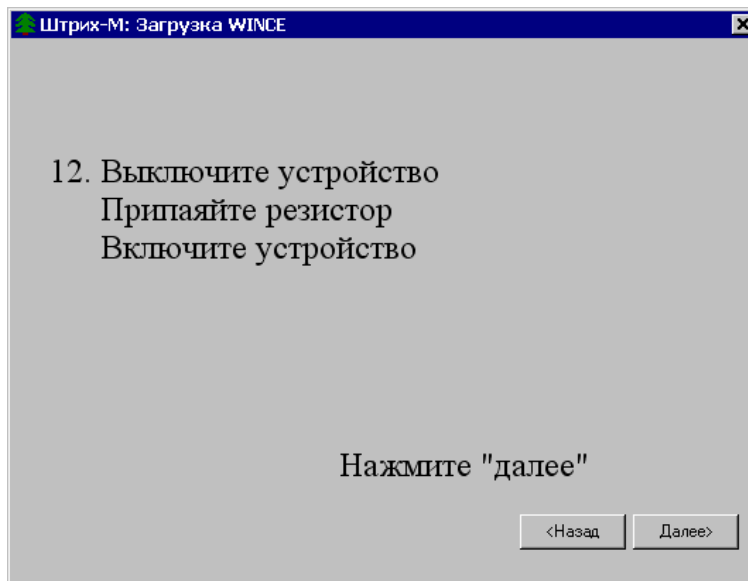 Штрих-М: Загрузка WINCE
12. Выключите устройство
Припаяйте резистор
Включите устройство
Нажмите "далее"
<Назад
Далее>